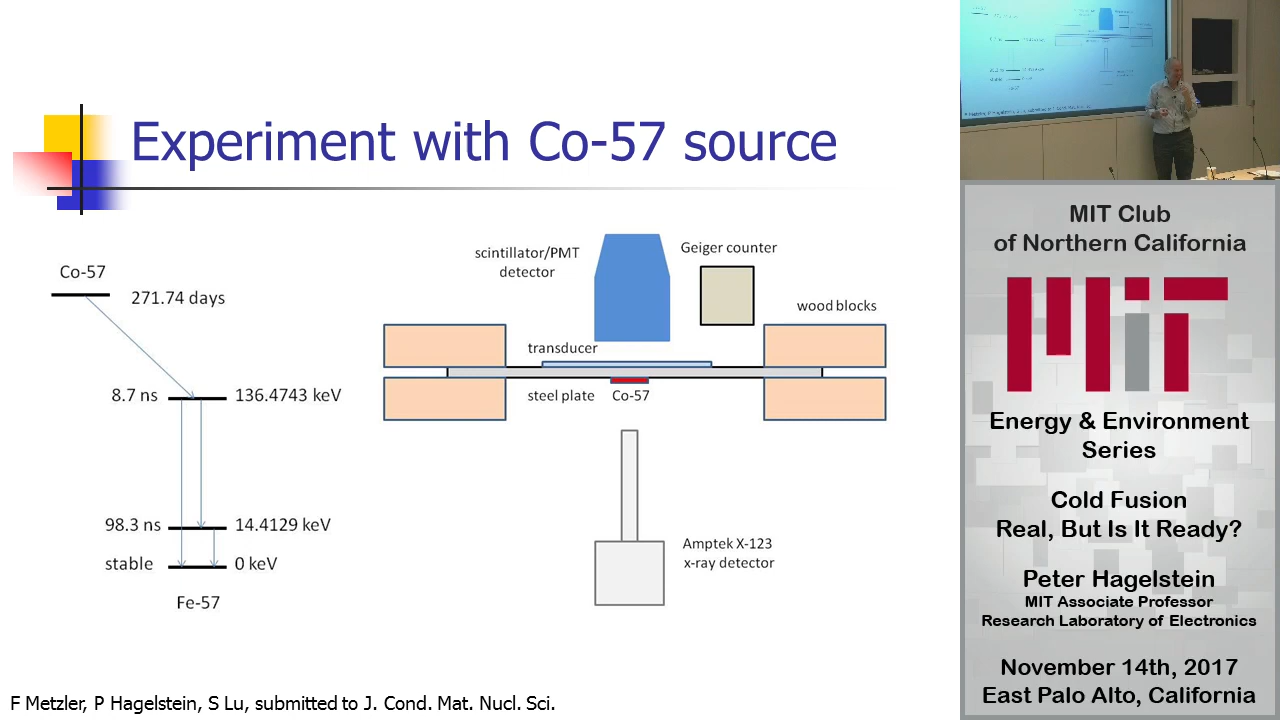 Experiment with Co-57 source
Co-57
271.74 days
8.7 ns
136.4743 keV
98.3 ns
14.4129 keV
stable
0 keV
Fe-57
scintillator/PMT
detector
Geiger counter
wood blocks
transducer
steel plate
Co-57
Amptek X-123
x-ray detector
F Metzler, P Hagelstein, S Lu, submitted to J. Cond. Mat. Nucl. Sci.
MIT Club
of Northern California
MIT
Energy & Environment
Series
Cold Fusion
Real, But Is It Ready?
Peter Hagelstein
MIT Associate Professor
Research Laboratory of Electronics
November 14th, 2017
East Palo Alto, California